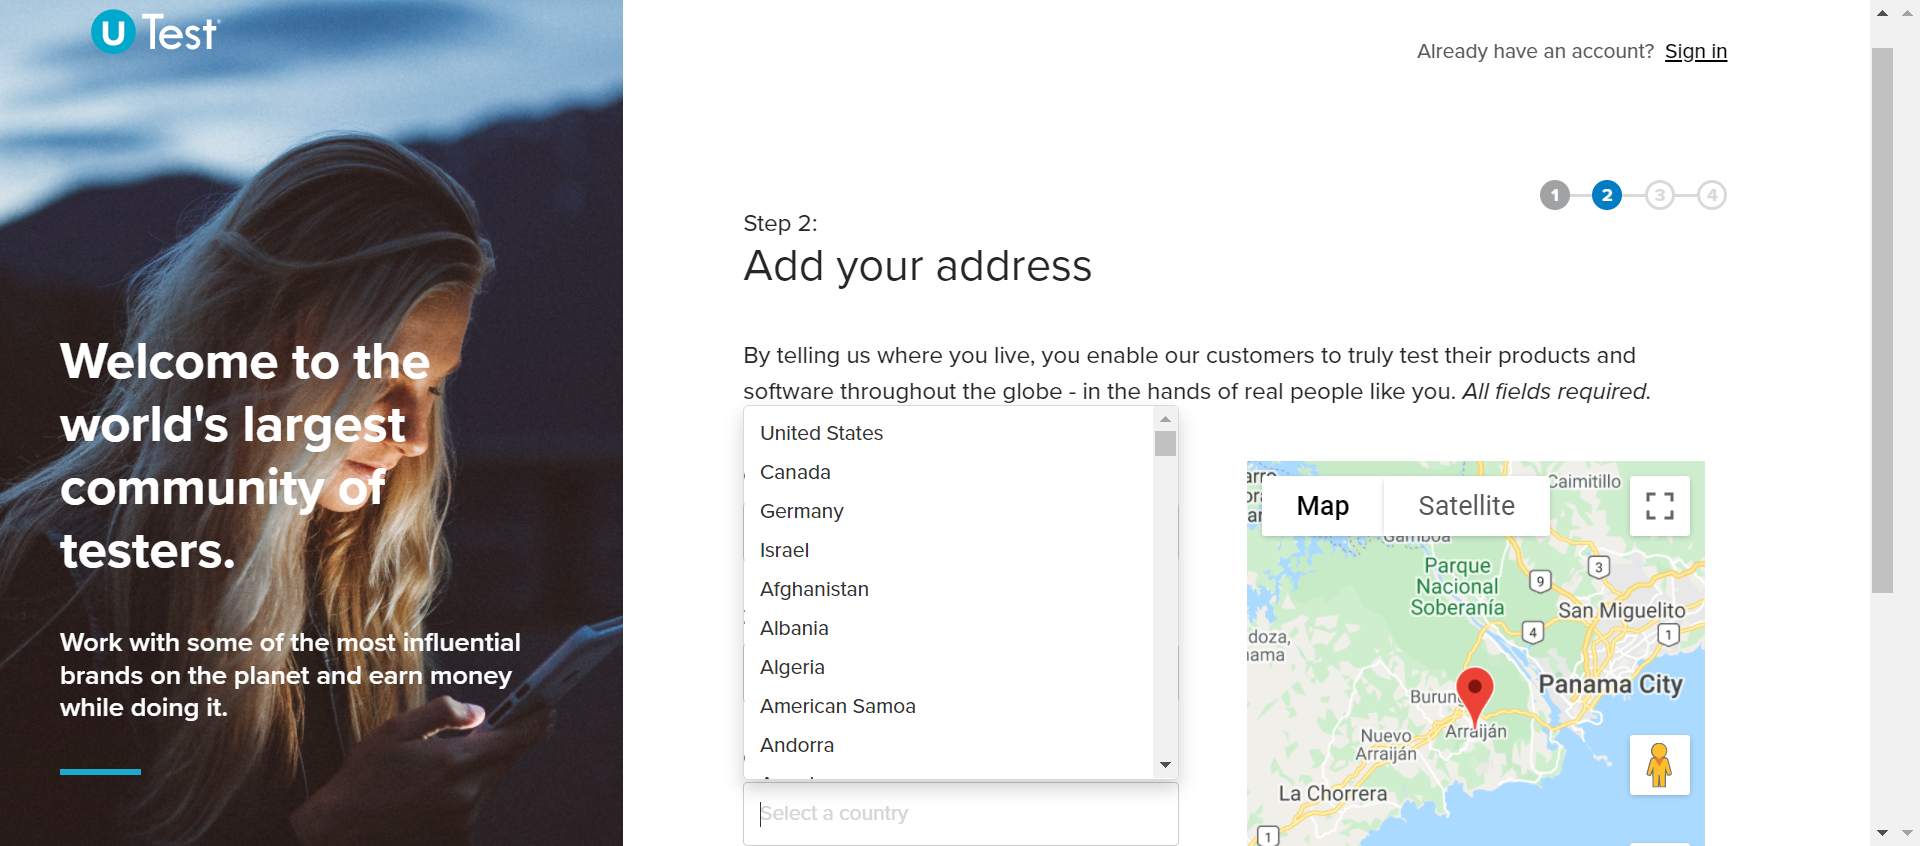 U Test
Already have an account? Sign in
1 2 3 4
Step 2:
Add your address
By telling us where you live, you enable our customers to truly test their products and
software throughout the globe - in the hands of real people like you. All fields required.
Welcome to the
world's largest
community of
testers.
Work with some of the most influential
brands on the planet and earn money
while doing it.
United States
Canada
Germany
Israel
Afghanistan
Albania
Algeria
American Samoa
Andorra
Select a country
Map
Satellite
Caimitillo
Gamboa
Parque
Nacional
Soberanía
9
3
San Miguelito
4
1
Panama City
Arraiján
Nuevo
Arraiján
La Chorrera
1